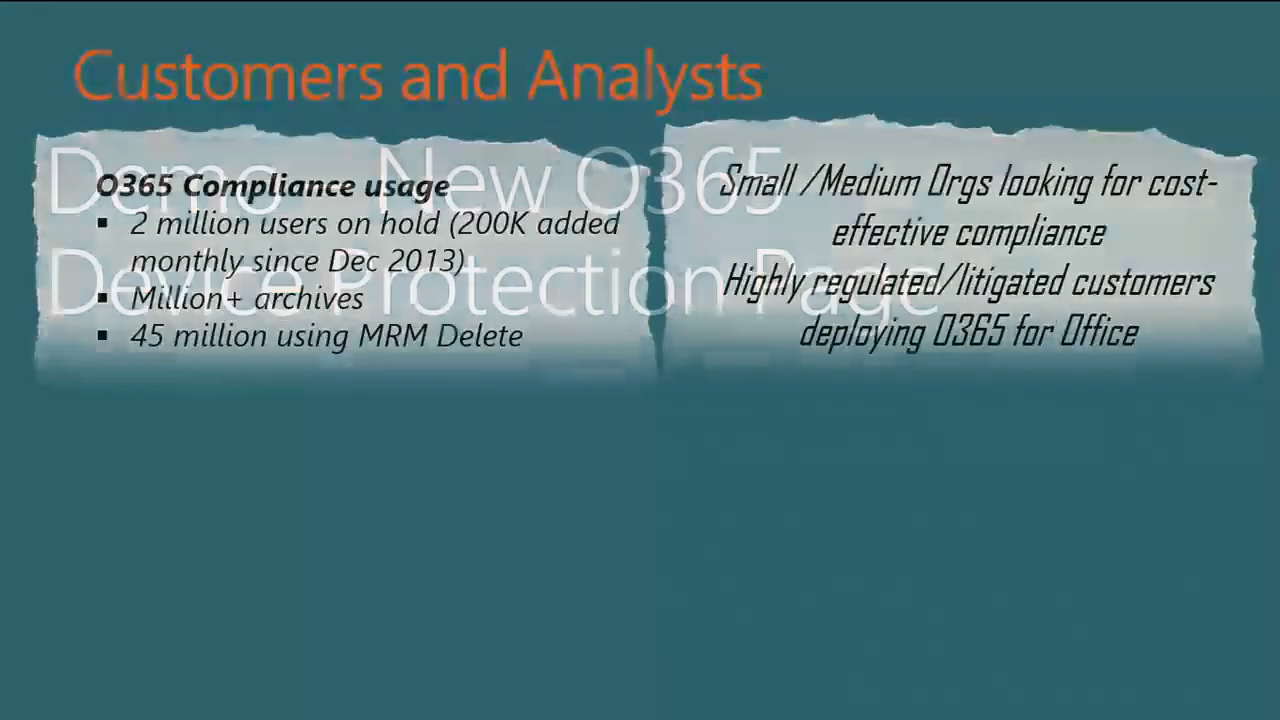 Customers and Analysts
Demo - New O365
Device Protection Page
O365 Compliance usage
▪ 2 million users on hold (200K added
monthly since Dec 2013)
▪ Million+ archives
▪ 45 million using MRM Delete
Small /Medium Orgs looking for cost-
effective compliance
Highly regulated/litigated customers
deploying O365 for Office